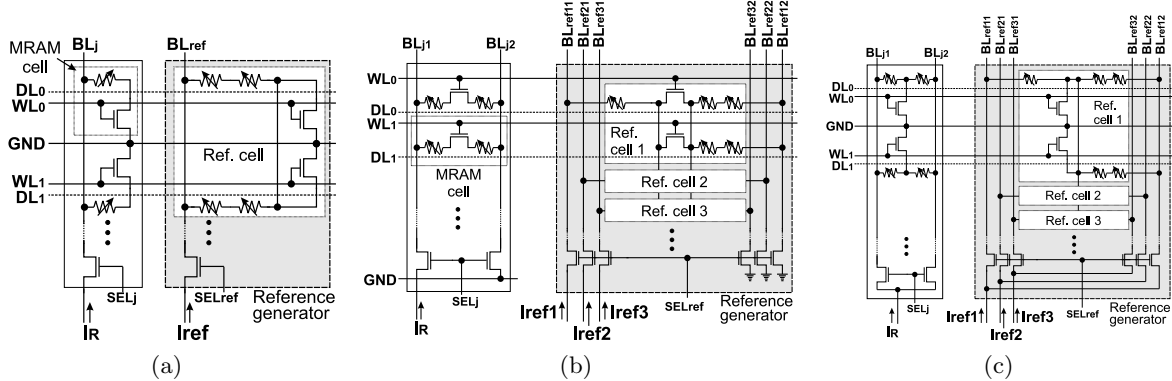 BLj
BLref
MRAM
cell
DL0
WL0
GND
Ref. cell
WL1
DL1
SELj
SELref
Reference
generator
IR
Iref
(a)
BLref11
BLref21
BLref31
BLref32
BLref22
BLref12
BLj1
BLj2
WL0
DL0
WL1
DL1
Ref.
cell 1
MRAM
cell
Ref. cell 2
Ref. cell 3
GND
SELj
SELref
Reference
generator
IR
Iref1
Iref2
Iref3
(b)
BLref11
BLref21
BLref31
BLref32
BLref22
BLref12
BLj1
BLj2
DL0
WL0
GND
WL1
DL1
Ref.
cell 1
Ref. cell 2
Ref. cell 3
SELj
SELref
Reference
generator
IR
Iref1
Iref2
Iref3
(c)